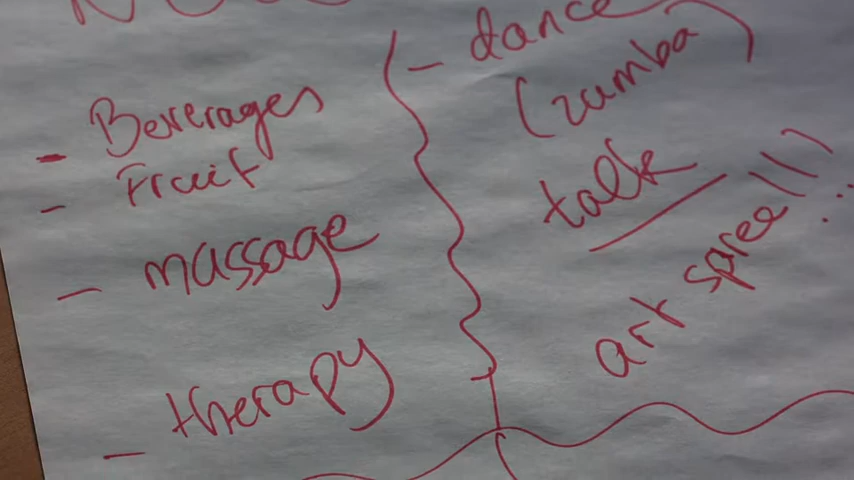 - Beverages
- Fruit
- massage
- therapy
- dance
(zumba)
talk
art spree!!!